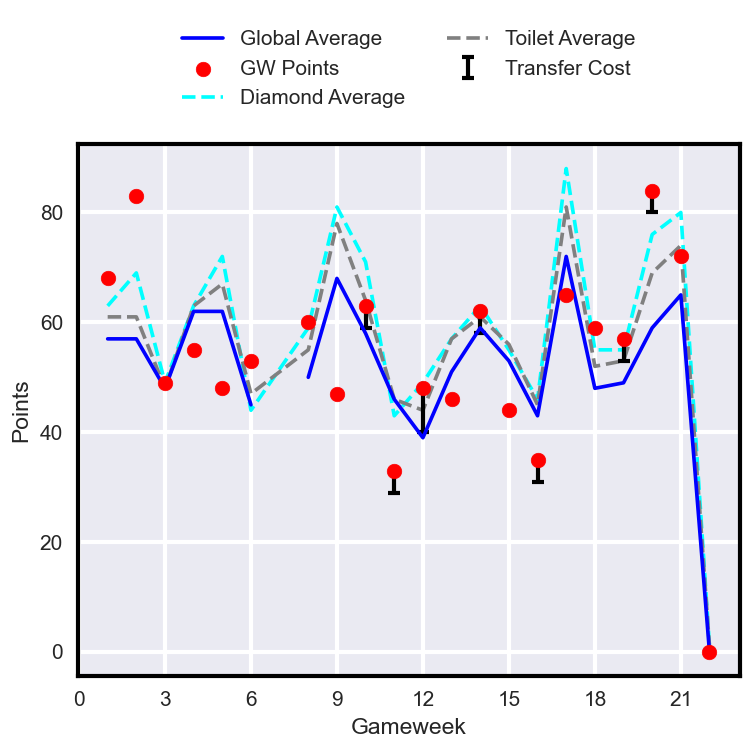 Global Average
GW Points
Diamond Average
Toilet Average
Transfer Cost
Points
80
60
40
20
0
0 3 6 9 12 15 18 21
Gameweek